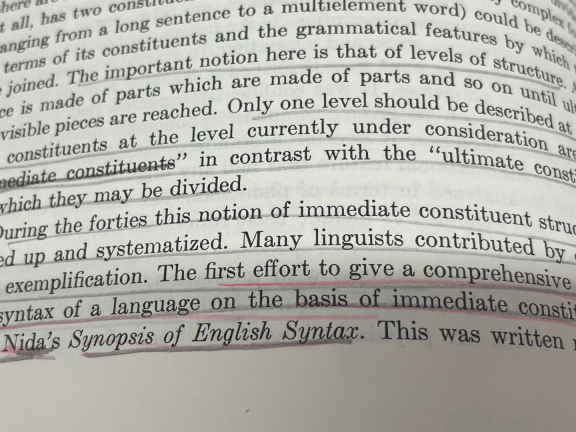 t all, has two
anging from a long sentence to a multielement word) could be
terms of its constituents and the grammatical features by which
joined. The important notion here is that of levels of structure.
ce is made of parts which are made of parts and so on until
visible pieces are reached. Only one level should be described at
constituents at the level currently under consideration are
mediate constituents” in contrast with the “ultimate
which they may be divided.
During the forties this notion of immediate constituent
ed up and systematized. Many linguists contributed by
exemplification. The first effort to give a comprehensive
syntax of a language on the basis of immediate
Nida’s Synopsis of English Syntax. This was written